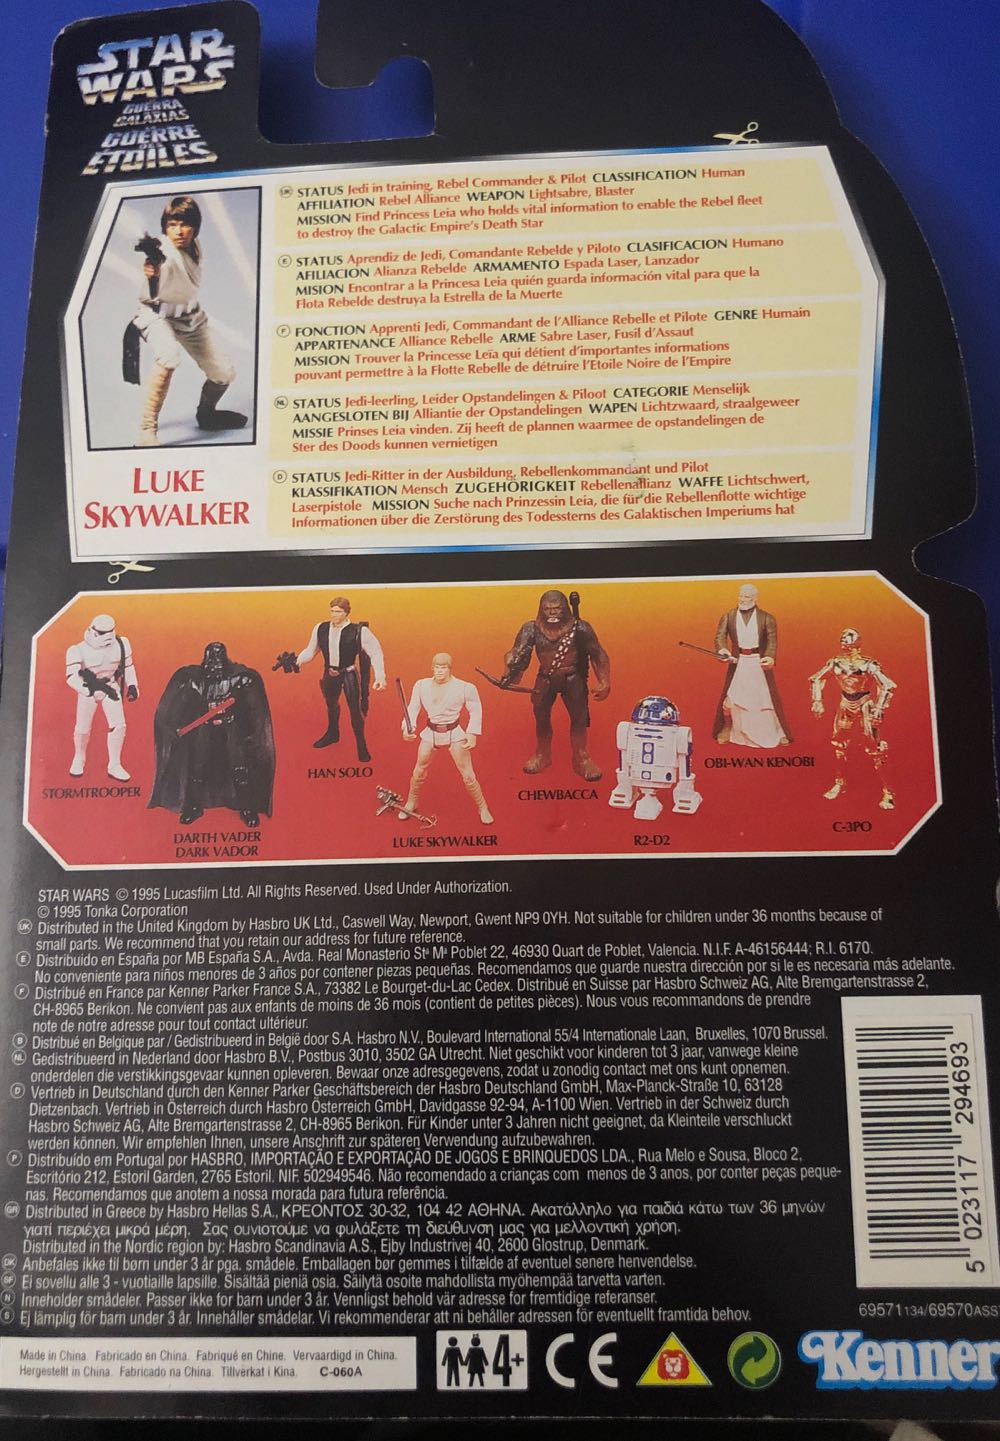 STAR
WARS
GUERRA
GALAXIAS
GUERRE
DES
ETOILES
UK STATUS Jedi in training, Rebel Commander & Pilot CLASSIFICATION Human
AFFILIATION Rebel Alliance WEAPON Lightsabre, Blaster
MISSION Find Princess Leia who holds vital information to enable the Rebel fleet
to destroy the Galactic Empire's Death Star
E STATUS Aprendiz de Jedi, Comandante Rebelde y Piloto CLASIFICACION Humano
AFILIACION Alianza Rebelde ARMAMENTO Espada Laser, Lanzador
MISION Encontrar a la Princesa Leia quién guarda información vital para que la
Flota Rebelde destruya la Estrella de la Muerte
F FONCTION Apprenti Jedi, Commandant de l'Alliance Rebelle et Pilote GENRE Humain
APPARTENANCE Alliance Rebelle ARME Sabre Laser, Fusil d'Assaut
MISSION Trouver la Princesse Leïa qui détient d'importantes informations
pouvant permettre à la Flotte Rebelle de détruire l'Etoile Noire de l'Empire
NL STATUS Jedi-leerling, Leider Opstandelingen & Piloot CATEGORIE Menselijk
AANGESLOTEN BIJ Alliantie der Opstandelingen WAPEN Lichtzwaard, straalgeweer
MISSIE Prinses Leia vinden. Zij heeft de plannen waarmee de opstandelingen de
Ster des Doods kunnen vernietigen
D STATUS Jedi-Ritter in der Ausbildung, Rebellenkommandant und Pilot
KLASSIFIKATION Mensch ZUGEHÖRIGKEIT Rebellenallianz WAFFE Lichtschwert,
Laserpistole MISSION Suche nach Prinzessin Leia, die für die Rebellenflotte wichtige
Informationen über die Zerstörung des Todessterns des Galaktischen Imperiums hat
LUKE
SKYWALKER
STORMTROOPER
DARTH VADER
DARK VADOR
HAN SOLO
LUKE SKYWALKER
CHEWBACCA
R2-D2
OBI-WAN KENOBI
C-3PO
STAR WARS © 1995 Lucasfilm Ltd. All Rights Reserved. Used Under Authorization.
© 1995 Tonka Corporation
UK Distributed in the United Kingdom by Hasbro UK Ltd., Caswell Way, Newport, Gwent NP9 0YH. Not suitable for children under 36 months because of
small parts. We recommend that you retain our address for future reference.
E Distribuido en España por MB España S.A., Avda. Real Monasterio Stª Mª Poblet 22, 46930 Quart de Poblet, Valencia. N.I.F. A-46156444; R.I. 6170.
No conveniente para niños menores de 3 años por contener piezas pequeñas. Recomendamos que guarde nuestra dirección por si le es necesaria más adelante.
F Distribué en France par Kenner Parker France S.A., 73382 Le Bourget-du-Lac Cedex. Distribué en Suisse par Hasbro Schweiz AG, Alte Bremgartenstrasse 2,
CH-8965 Berikon. Ne convient pas aux enfants de moins de 36 mois (contient de petites pièces). Nous vous recommandons de prendre
note de notre adresse pour tout contact ultérieur.
B Distribué en Belgique par / Gedistribueerd in België door S.A. Hasbro N.V., Boulevard International 55/4 Internationale Laan, Bruxelles, 1070 Brussel.
NL Gedistribueerd in Nederland door Hasbro B.V., Postbus 3010, 3502 GA Utrecht. Niet geschikt voor kinderen tot 3 jaar, vanwege kleine
onderdelen die verstikkingsgevaar kunnen opleveren. Bewaar onze adresgegevens, zodat u zonodig contact met ons kunt opnemen.
D Vertrieb in Deutschland durch den Kenner Parker Geschäftsbereich der Hasbro Deutschland GmbH, Max-Planck-Straße 10, 63128
Dietzenbach. Vertrieb in Österreich durch Hasbro Österreich GmbH, Davidgasse 92-94, A-1100 Wien. Vertrieb in der Schweiz durch
Hasbro Schweiz AG, Alte Bremgartenstrasse 2, CH-8965 Berikon. Für Kinder unter 3 Jahren nicht geeignet, da Kleinteile verschluckt
werden können. Wir empfehlen Ihnen, unsere Anschrift zur späteren Verwendung aufzubewahren.
P Distribuído em Portugal por HASBRO, IMPORTAÇÃO E EXPORTAÇÃO DE JOGOS E BRINQUEDOS LDA., Rua Melo e Sousa, Bloco 2,
Escritório 212, Estoril Garden, 2765 Estoril. NIF. 502949546. Não recomendado a crianças com menos de 3 anos, por conter peças peque-
nas. Recomendamos que anotem a nossa morada para futura referência.
GR Distributed in Greece by Hasbro Hellas S.A., ΚΡΕΟΝΤΟΣ 30-32, 104 42 ΑΘΗΝΑ. Ακατάλληλο για παιδιά κάτω των 36 μηνών
γιατί περιέχει μικρά μέρη. Σας συνιστούμε να φυλάξετε τη διεύθυνση μας για μελλοντική χρήση.
Distributed in the Nordic region by: Hasbro Scandinavia A.S., Ejby Industrivej 40, 2600 Glostrup, Denmark.
DK Anbefales ikke til børn under 3 år pga. smådele. Emballagen bør gemmes i tilfælde af eventuel senere henvendelse.
SF Ei sovellu alle 3 - vuotiaille lapsille. Sisältää pieniä osia. Säilytä osoite mahdollista myöhempää tarvetta varten.
N Inneholder smådeler. Passer ikke for barn under 3 år. Vennligst behold vår adresse for fremtidige referanser.
S Ej lämplig för barn under 3 år. Innehåller smådelar. Vi rekommenderar att ni behåller adressen för eventuellt framtida behov.
5 023117 294693
69571 134/69570 ASST
Made in China. Fabricado en China. Fabriqué en Chine. Vervaardigd in China.
Hergestellt in China. Fabricado na China. Tillverkat i Kina. C-060A
4+
CE
Kenner